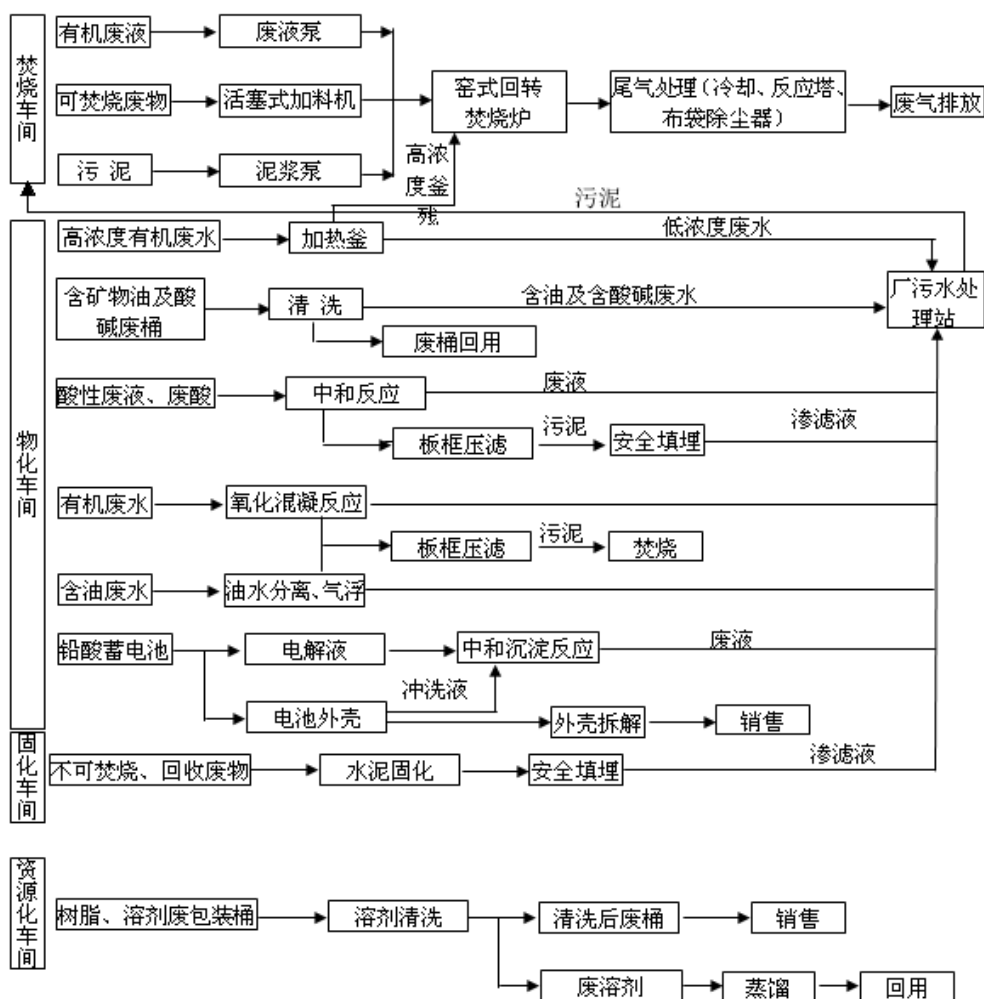 焚烧车间
有机废液
废液泵
可焚烧废物
活塞式加料机
窑式回转
焚烧炉
尾气处理（冷却、反应塔、
布袋除尘器）
废气排放
污 泥
泥浆泵
高浓
度釜
残
污泥
物化车间
高浓度有机废水
加热釜
低浓度废水
含矿物油及酸
碱废桶
清 洗
含油及含酸碱废水
厂污水处
理站
废桶回用
酸性废液、废酸
中和反应
废液
板框压滤
污泥
安全填埋
渗滤液
有机废水
氧化混凝反应
板框压滤
污泥
焚烧
含油废水
油水分离、气浮
铅酸蓄电池
电解液
中和沉淀反应
废液
冲洗液
电池外壳
外壳拆解
销售
固化车间
不可焚烧、回收废物
水泥固化
安全填埋
渗滤液
资源化车间
树脂、溶剂废包装桶
溶剂清洗
清洗后废桶
销售
废溶剂
蒸馏
回用